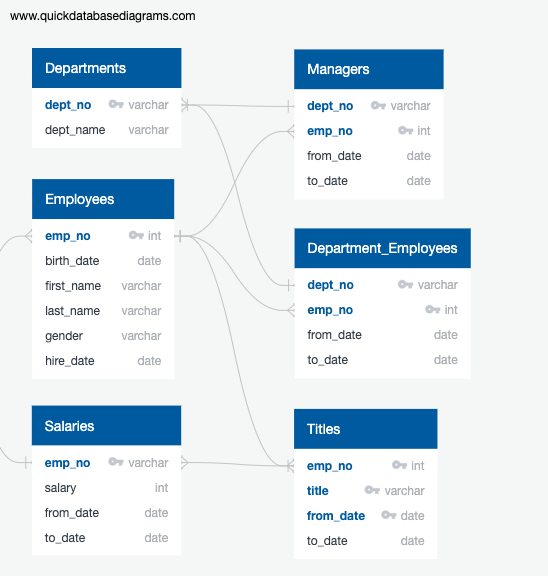 www.quickdatabasediagrams.com
Departments
dept_no varchar
dept_name varchar
Managers
dept_no varchar
emp_no int
from_date date
to_date date
Employees
emp_no int
birth_date date
first_name varchar
last_name varchar
gender varchar
hire_date date
Department_Employees
dept_no varchar
emp_no int
from_date date
to_date date
Salaries
emp_no varchar
salary int
from_date date
to_date date
Titles
emp_no int
title varchar
from_date date
to_date date